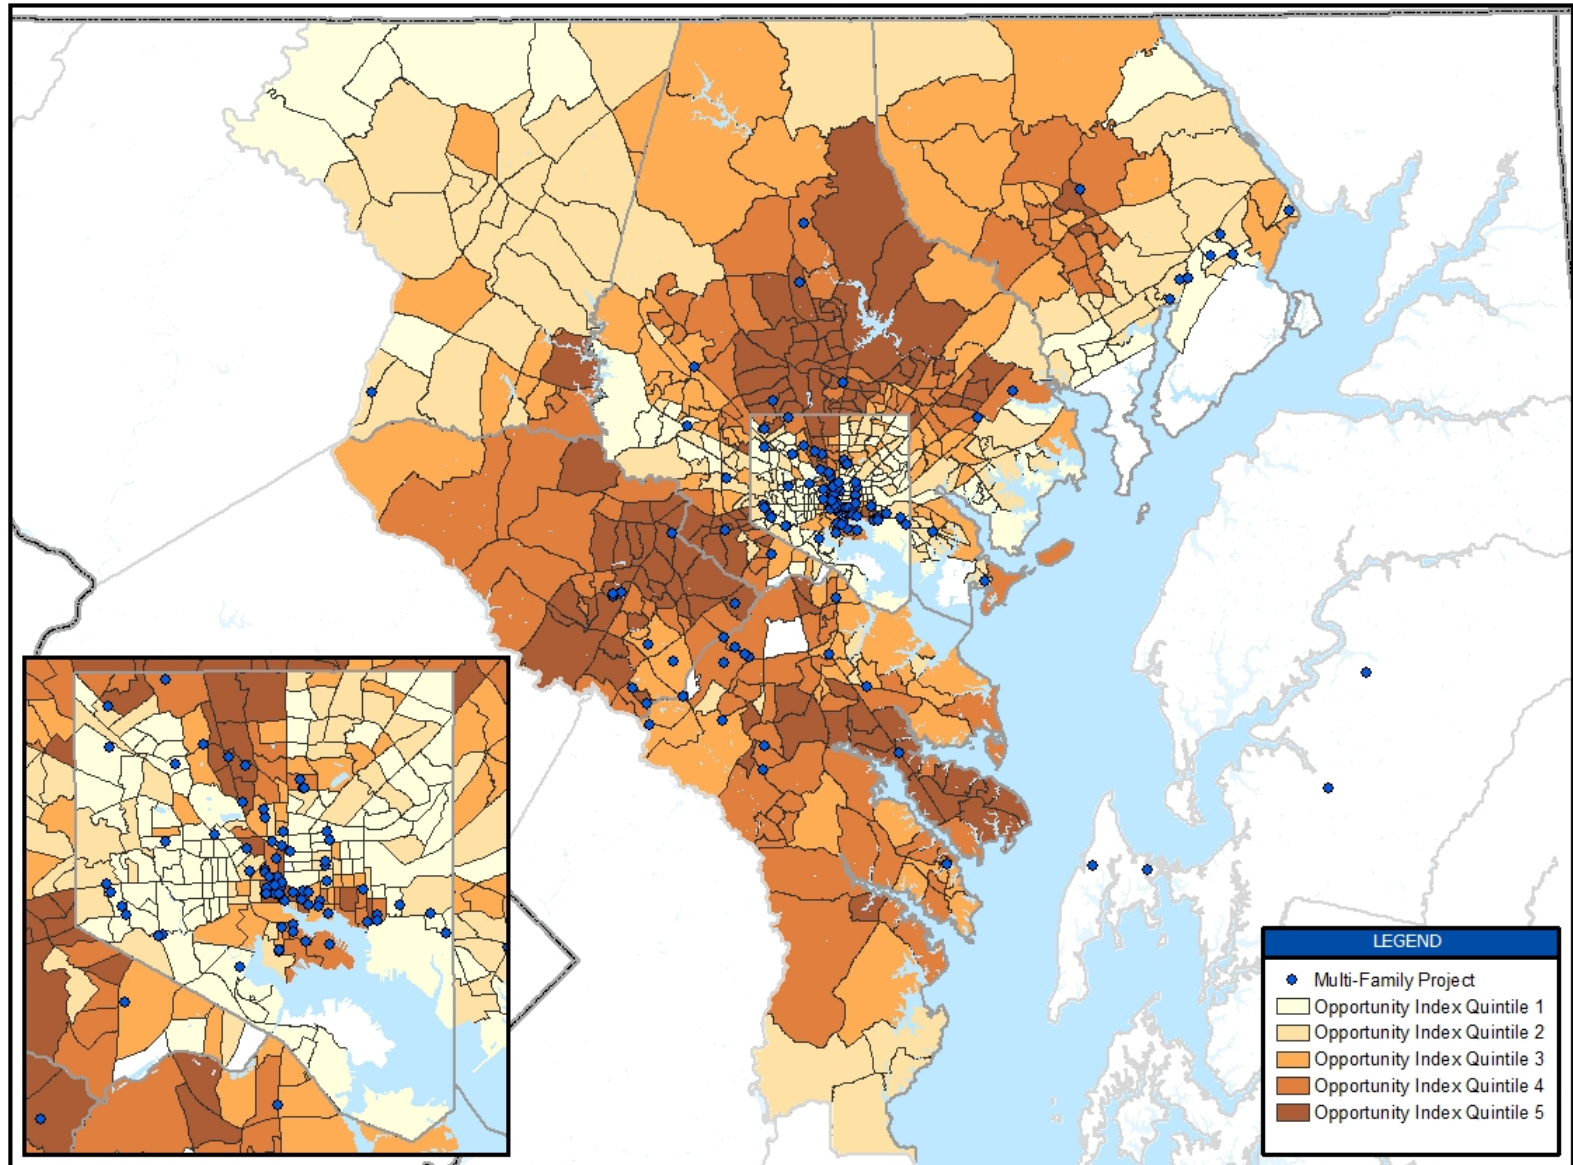 LEGEND
Multi-Family Project
Opportunity Index Quintile 1
Opportunity Index Quintile 2
Opportunity Index Quintile 3
Opportunity Index Quintile 4
Opportunity Index Quintile 5